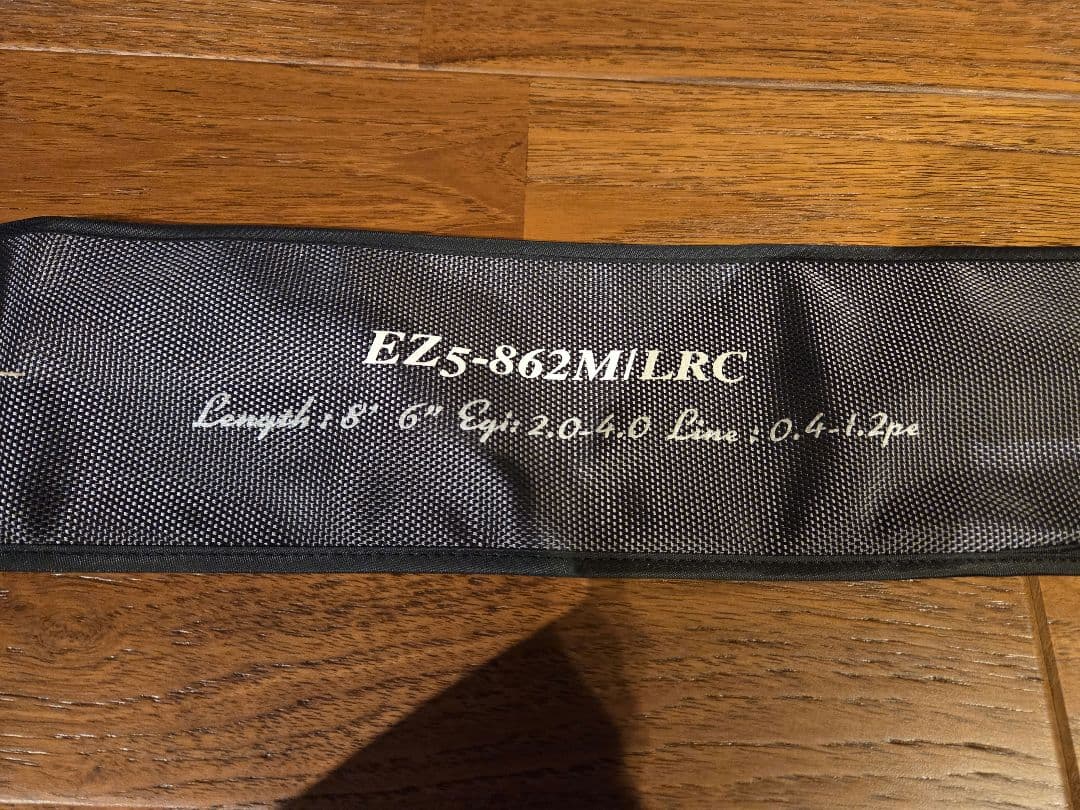 EZ5-862M/LRC
Length : 8' 6" Egi: 2.0-4.0 Line : 0.4-1.2pe